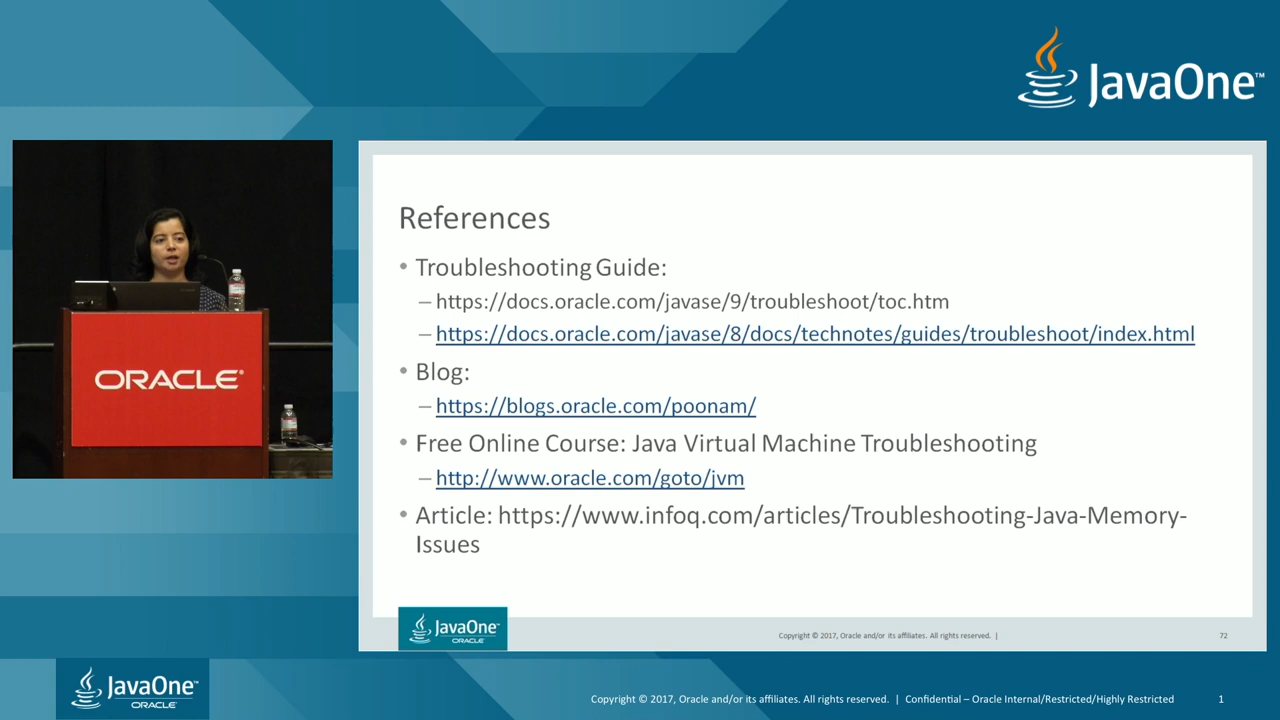 JavaOne™
ORACLE®
References
• Troubleshooting Guide:
– https://docs.oracle.com/javase/9/troubleshoot/toc.htm
– https://docs.oracle.com/javase/8/docs/technotes/guides/troubleshoot/index.html
• Blog:
– https://blogs.oracle.com/poonam/
• Free Online Course: Java Virtual Machine Troubleshooting
– http://www.oracle.com/goto/jvm
• Article: https://www.infoq.com/articles/Troubleshooting-Java-Memory-
Issues
JavaOne™
ORACLE
Copyright © 2017, Oracle and/or its affiliates. All rights reserved. |
72
JavaOne™
ORACLE
Copyright © 2017, Oracle and/or its affiliates. All rights reserved. | Confidential – Oracle Internal/Restricted/Highly Restricted
1